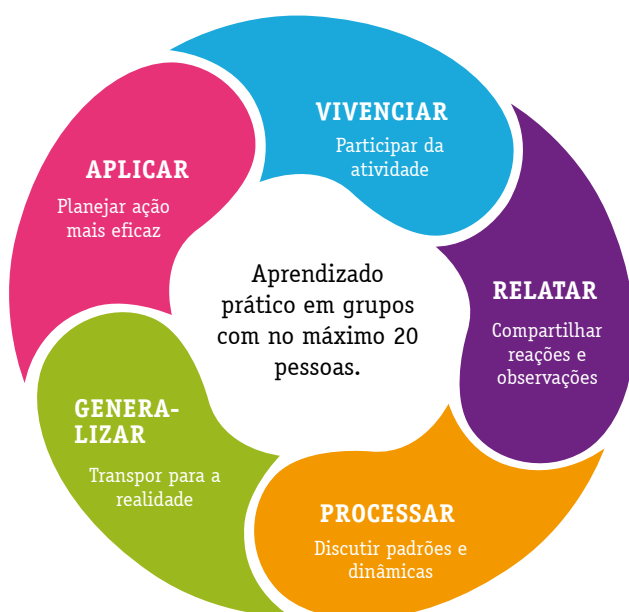 VIVENCIAR
Participar da
atividade
RELATAR
Compartilhar
reações e
observações
PROCESSAR
Discutir padrões e
dinâmicas
GENERA-
LIZAR
Transpor para a
realidade
APLICAR
Planejar ação
mais eficaz
Aprendizado
prático em grupos
com no máximo 20
pessoas.